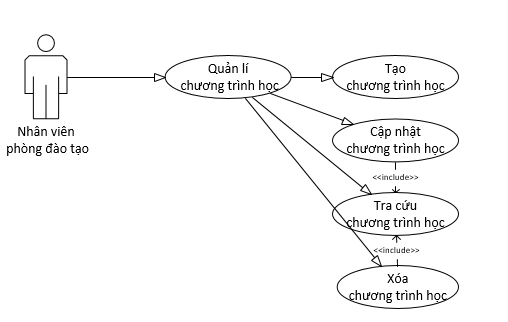 Quản lí
chương trình học
Tạo
chương trình học
Nhân viên
phòng đào tạo
Cập nhật
chương trình học
<<include>>
Tra cứu
chương trình học
<<include>>
Xóa
chương trình học